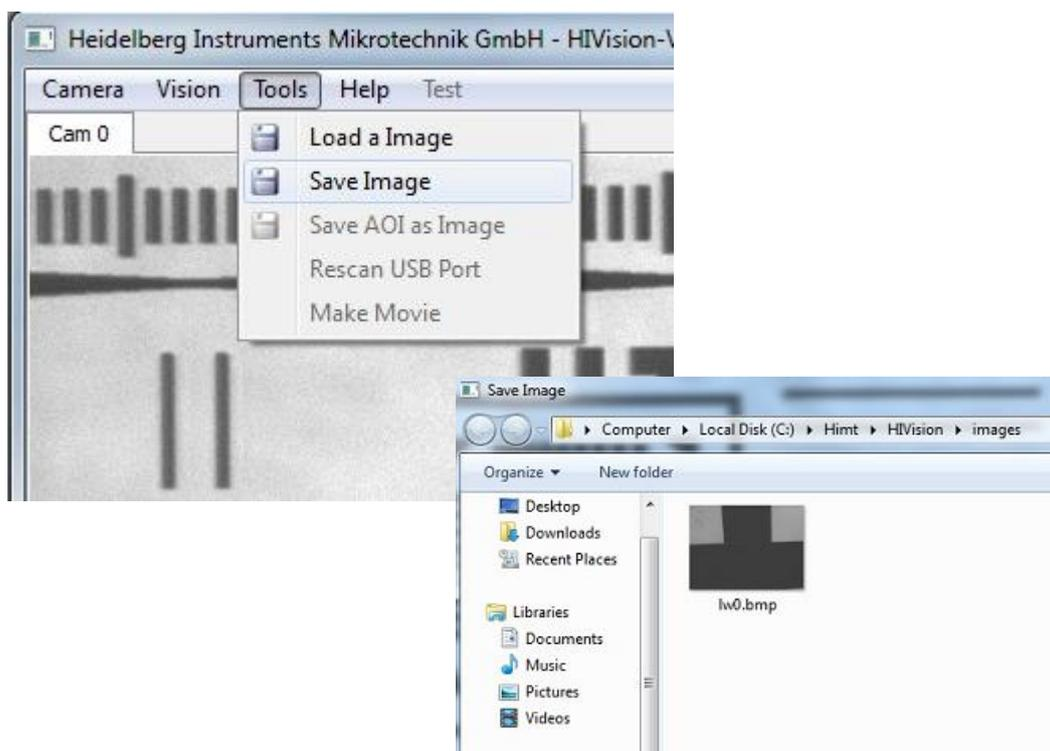 Heidelberg Instruments Mikrotechnik GmbH - HIVision-
Camera Vision Tools Help Test
Cam 0
Load a Image
Save Image
Save AOI as Image
Rescan USB Port
Make Movie
Save Image
Computer Local Disk (C:) Himt HIVision images
Organize New folder
Desktop
Downloads
Recent Places
Libraries
Documents
Music
Pictures
Videos
lw0.bmp